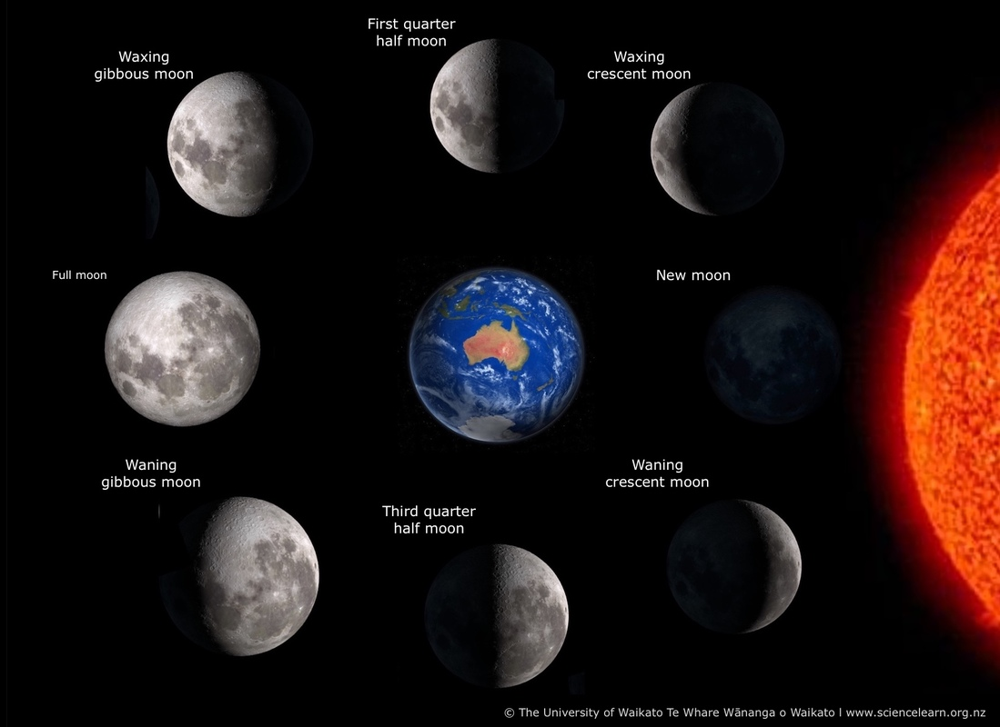 First quarter
half moon
Waxing
gibbous moon
Waxing
crescent moon
Full moon
New moon
Waning
gibbous moon
Waning
crescent moon
Third quarter
half moon
© The University of Waikato Te Whare Wānanga o Waikato I www.sciencelearn.org.nz